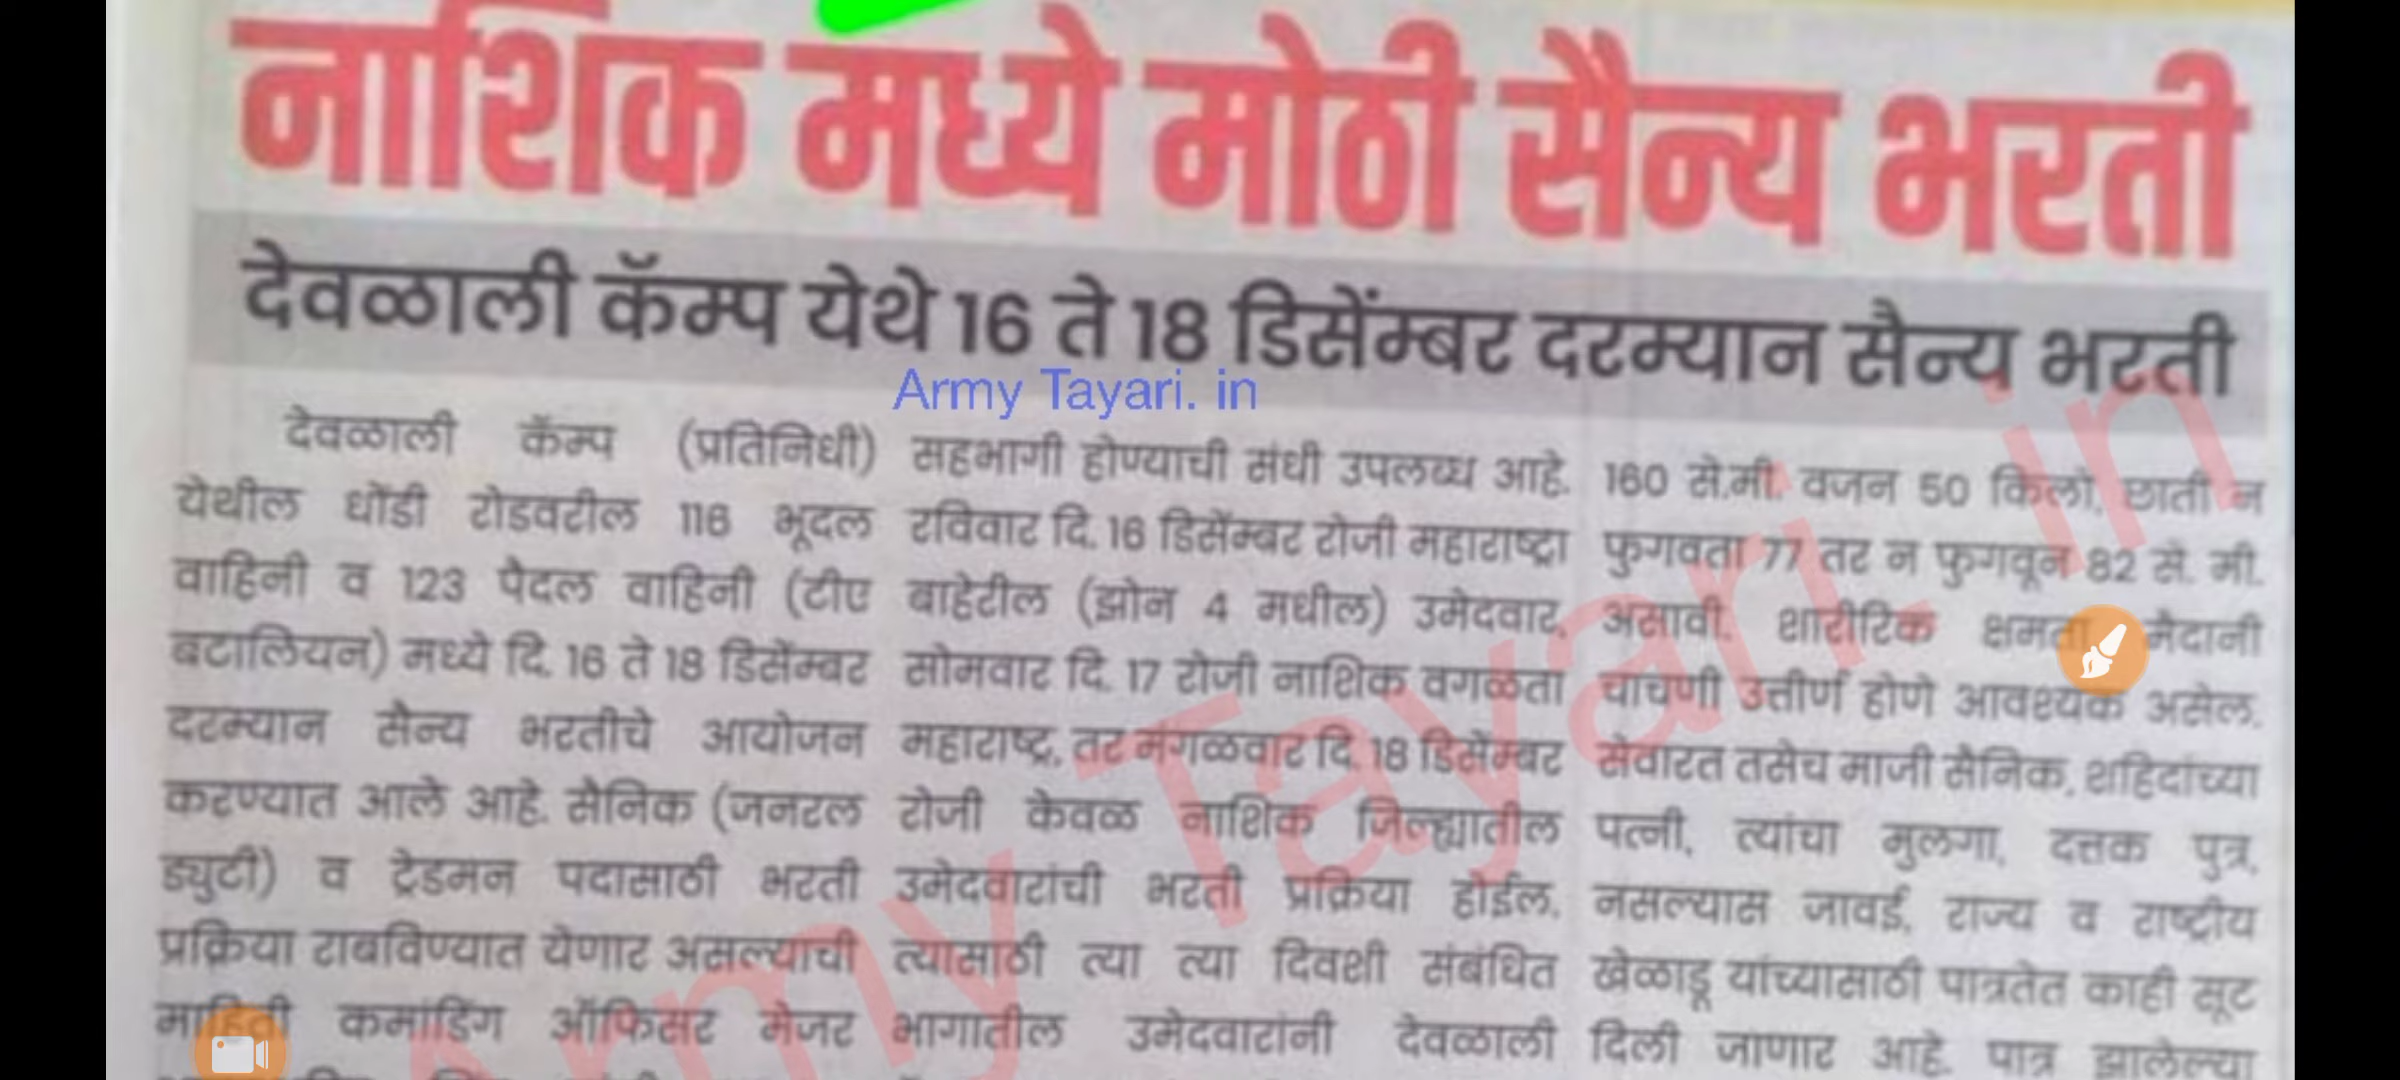 नाशिक मध्ये मोठी सैन्य भरती
देवळाली कॅम्प येथे 16 ते 18 डिसेंम्बर दरम्यान सैन्य भरती
Army Tayari. in
देवळाली कॅम्प (प्रतिनिधी)
येथील धोंडी रोडवरील 116 भूदल
वाहिनी व 123 पैदल वाहिनी (टीए
बटालियन) मध्ये दि. 16 ते 18 डिसेंम्बर
दरम्यान सैन्य भरतीचे आयोजन
करण्यात आले आहे. सैनिक (जनरल
ड्युटी) व ट्रेडमन पदासाठी भरती
प्रक्रिया राबविण्यात येणार असल्याची
माहिती कमांडिंग ऑफिसर मेजर
सहभागी होण्याची संधी उपलब्ध आहे.
रविवार दि. 16 डिसेंम्बर रोजी महाराष्ट्रा
बाहेरील (झोन 4 मधील) उमेदवार,
सोमवार दि. 17 रोजी नाशिक वगळता
महाराष्ट्र, तर मंगळवार दि. 18 डिसेंम्बर
रोजी केवळ नाशिक जिल्ह्यातील
उमेदवारांची भरती प्रक्रिया होईल.
त्यासाठी त्या त्या दिवशी संबंधित
भागातील उमेदवारांनी देवळाली
160 से.मी. वजन 50 किलो, छाती न
फुगवता 77 तर न फुगवून 82 से. मी.
असावी. शारीरिक क्षमता मैदानी
चाचणी उत्तीर्ण होणे आवश्यक असेल.
सेवारत तसेच माजी सैनिक, शहिदांच्या
पत्नी, त्यांचा मुलगा, दत्तक पुत्र,
नसल्यास जावई, राज्य व राष्ट्रीय
खेळाडू यांच्यासाठी पात्रतेत काही सूट
दिली जाणार आहे. पात्र झालेल्या
Army Tayari. in